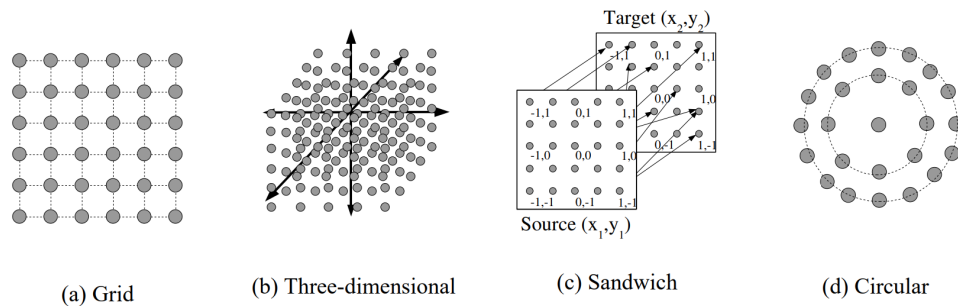 Target (x2,y2)
-1,1 0,1 1,1
0,0 1,0
0,-1 1,-1
-1,1 0,1 1,1
-1,0 0,0 1,0
-1,-1 0,-1 1,-1
Source (x1,y1)
(a) Grid
(b) Three-dimensional
(c) Sandwich
(d) Circular